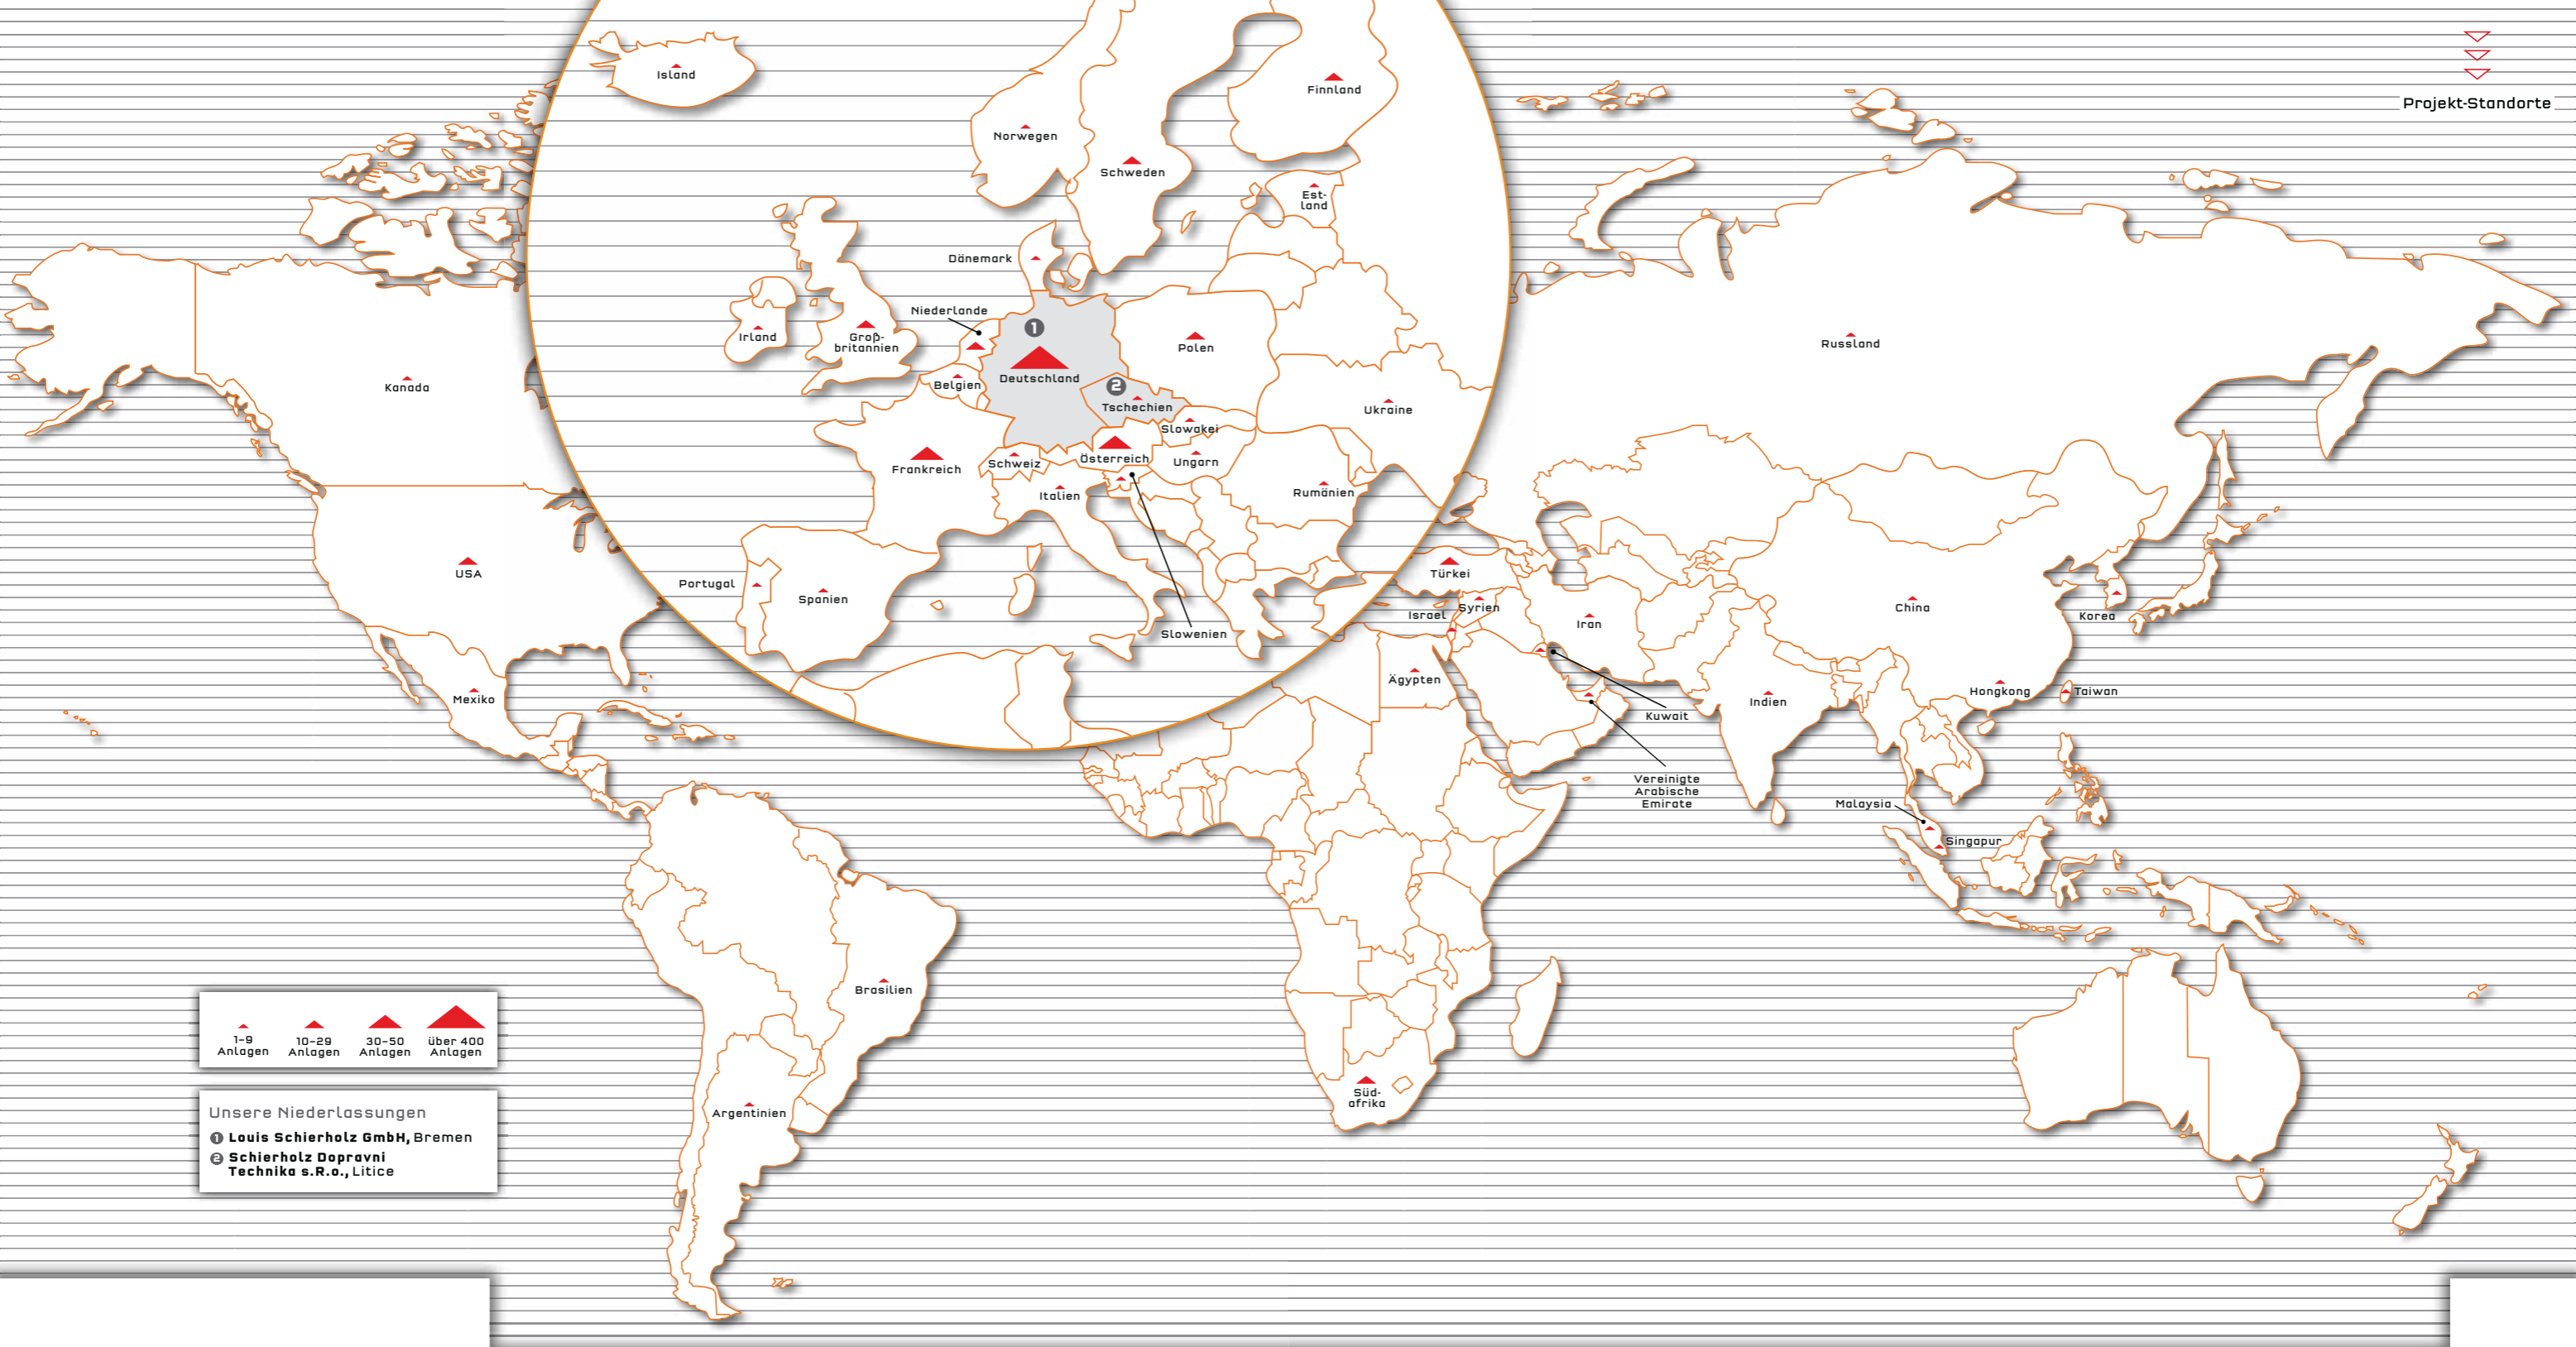 Projekt-Standorte
Island
Norwegen
Schweden
Finnland
Est-
land
Dänemark
Niederlande
Irland
Groß-
britannien
1
Deutschland
Belgien
Polen
2
Tschechien
Slowakei
Ukraine
Frankreich
Schweiz
Österreich
Ungarn
Italien
Rumänien
Portugal
Spanien
Slowenien
Kanada
USA
Mexiko
Brasilien
Argentinien
Russland
Türkei
Syrien
Israel
Iran
Ägypten
Kuwait
Vereinigte
Arabische
Emirate
China
Korea
Indien
Hongkong
Taiwan
Malaysia
Singapur
Süd-
afrika
1-9
Anlagen
10-29
Anlagen
30-50
Anlagen
über 400
Anlagen
Unsere Niederlassungen
1 Louis Schierholz GmbH, Bremen
2 Schierholz Dopravni
Technika s.R.o., Litice